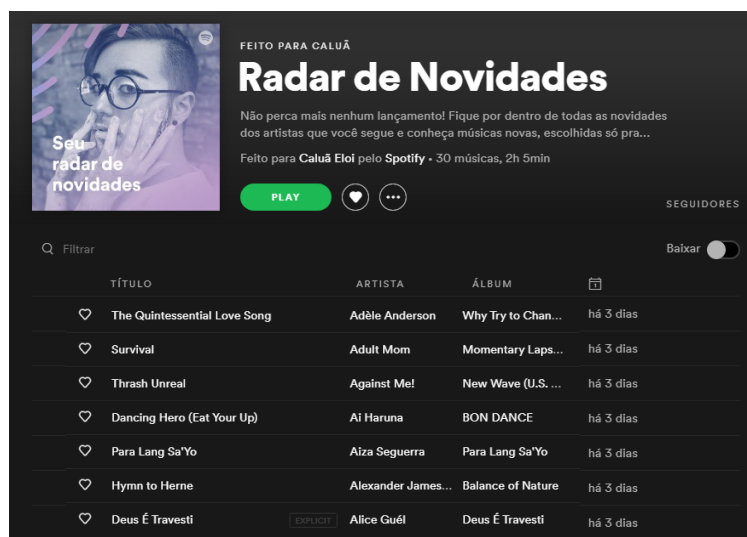 FEITO PARA CALUÃ
Radar de Novidades
Não perca mais nenhum lançamento! Fique por dentro de todas as novidades
dos artistas que você segue e conheça músicas novas, escolhidas só pra...
Feito para Caluã Eloi pelo Spotify • 30 músicas, 2h 5min
Seu
radar de
novidades
PLAY
SEGUIDORES
Filtrar
Baixar
TÍTULO ARTISTA ÁLBUM
The Quintessential Love Song Adèle Anderson Why Try to Chan... há 3 dias
Survival Adult Mom Momentary Laps... há 3 dias
Thrash Unreal Against Me! New Wave (U.S. ... há 3 dias
Dancing Hero (Eat Your Up) Ai Haruna BON DANCE há 3 dias
Para Lang Sa'Yo Aiza Seguerra Para Lang Sa'Yo há 3 dias
Hymn to Herne Alexander James... Balance of Nature há 3 dias
Deus É Travesti EXPLICIT Alice Guél Deus É Travesti há 3 dias